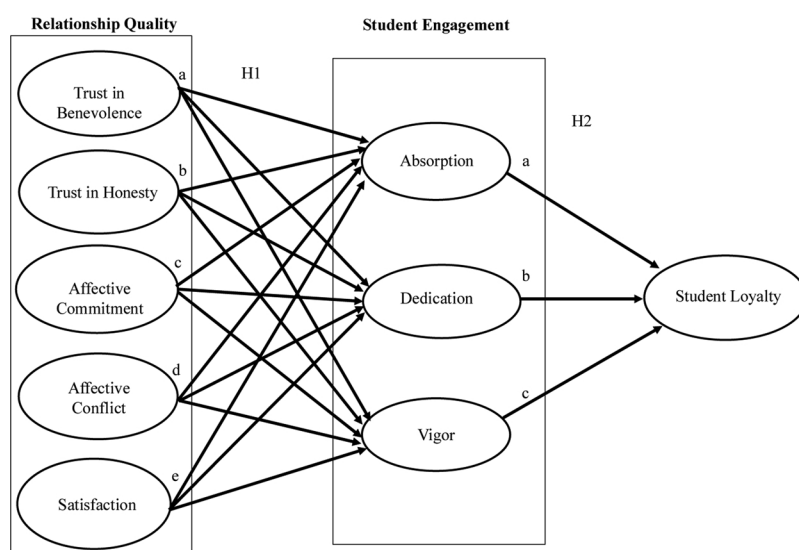 Relationship Quality
Student Engagement
H1
H2
a
Trust in
Benevolence
b
Trust in Honesty
c
Affective
Commitment
d
Affective
Conflict
e
Satisfaction
Absorption
a
Dedication
b
Vigor
c
Student Loyalty